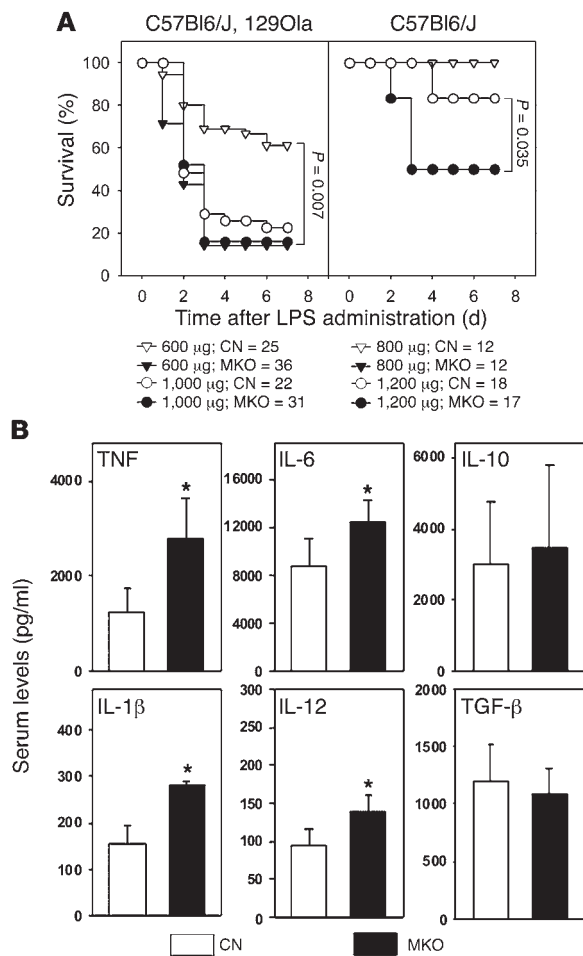 A
C57Bl6/J, 129Ola
C57Bl6/J
Survival (%)
100
80
60
40
20
0
P = 0.007
P = 0.035
0 2 4 6 8 0 2 4 6 8
Time after LPS administration (d)
600 µg; CN = 25
600 µg; MKO = 36
1,000 µg; CN = 22
1,000 µg; MKO = 31
800 µg; CN = 12
800 µg; MKO = 12
1,200 µg; CN = 18
1,200 µg; MKO = 17
B
Serum levels (pg/ml)
TNF
4000
2000
0
*
IL-6
16000
12000
8000
4000
0
*
IL-10
6000
4000
2000
0
IL-1β
400
300
200
100
0
*
IL-12
300
250
200
150
100
50
0
*
TGF-β
2000
1500
1000
500
0
CN
MKO